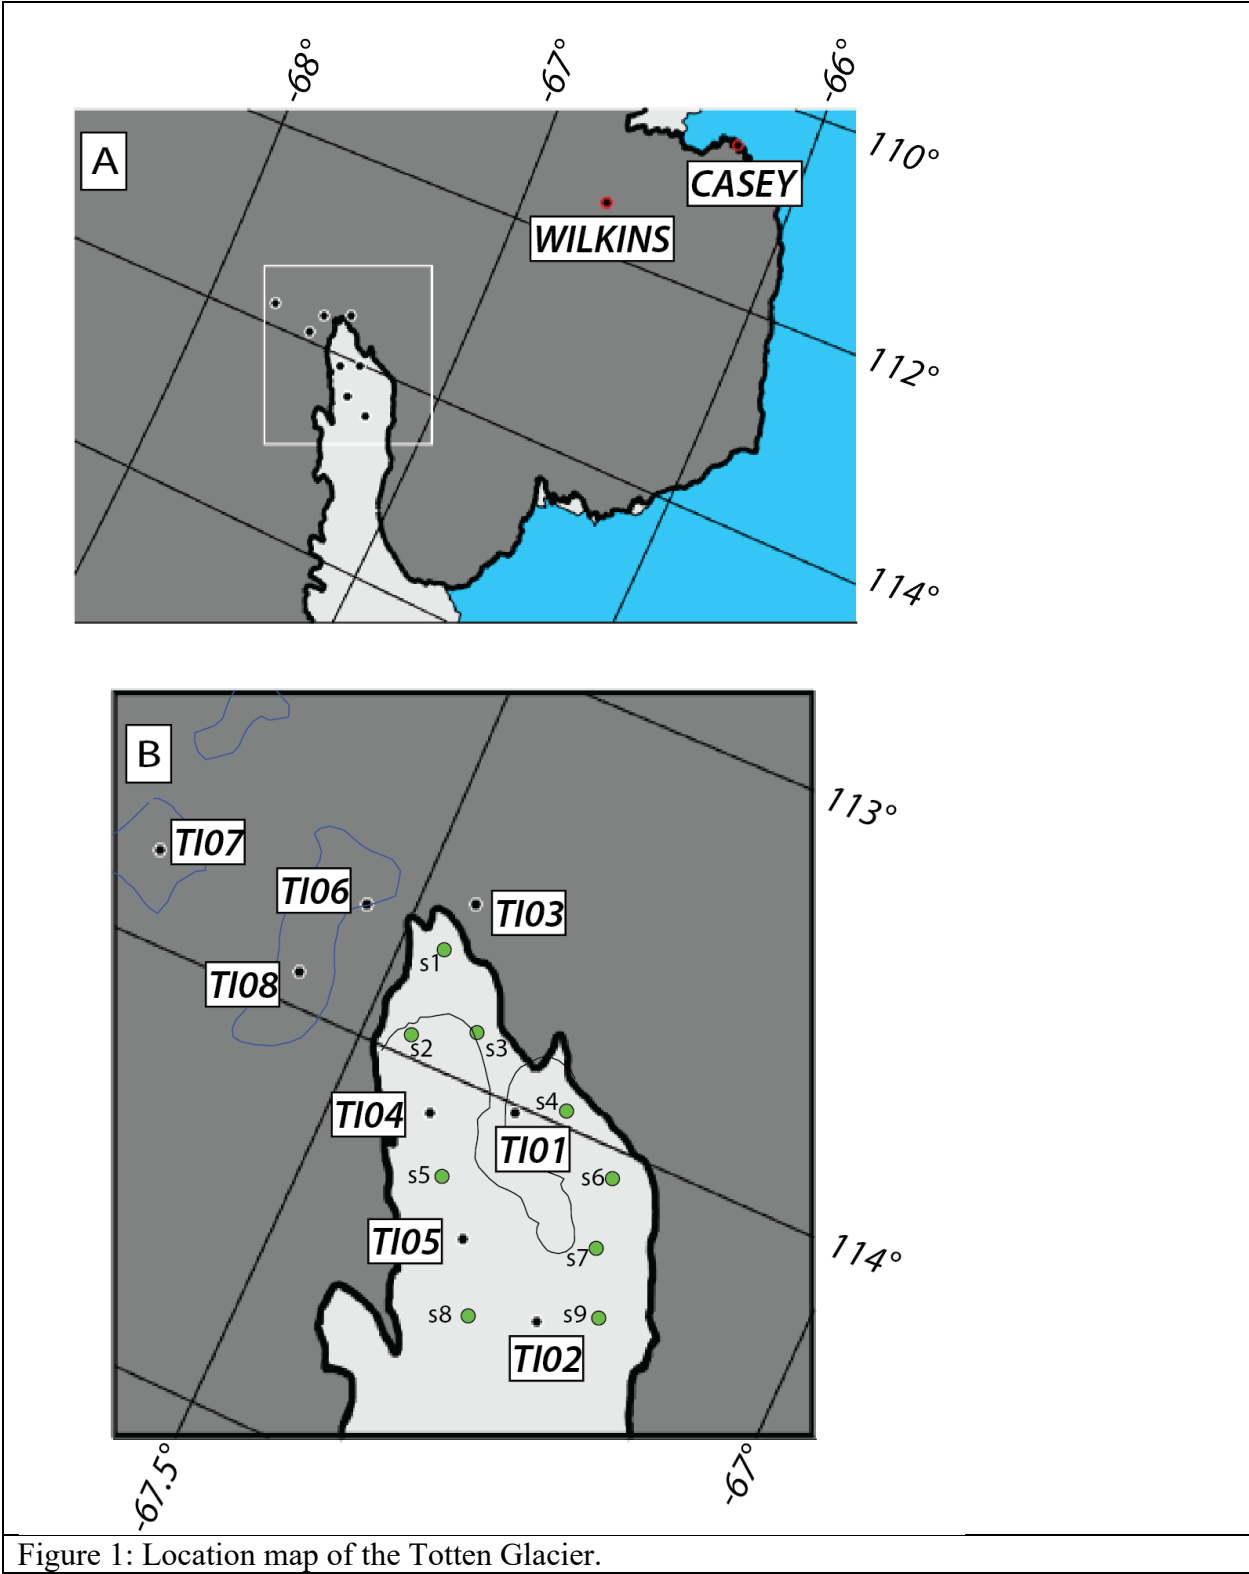 -68°
-67°
-66°
A
110°
CASEY
WILKINS
112°
114°
B
113°
TI07
TI06
TI03
s1
TI08
s2
s3
TI04
s4
TI01
s5
s6
TI05
114°
s7
s8
s9
TI02
-67.5°
-67°
Figure 1: Location map of the Totten Glacier.